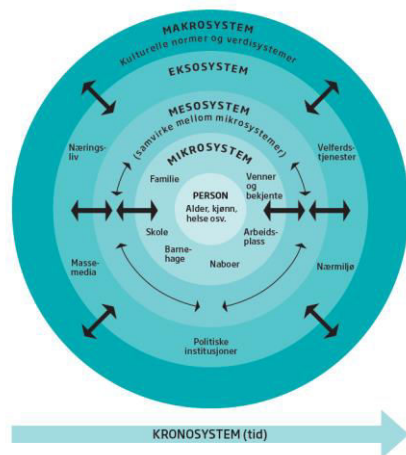 MAKROSYSTEM
Kulturelle normer og verdisystemer
EKSOSYSTEM
MESOSYSTEM
(samvirke mellom mikrosystemer)
MIKROSYSTEM
Nærings-
liv
Velferds-
tjenester
Familie
Venner
og
bekjente
PERSON
Alder, kjønn,
helse osv.
Skole
Barne-
hage
Naboer
Arbeids-
plass
Masse-
media
Nærmiljø
Politiske
institusjoner
KRONOSYSTEM (tid)